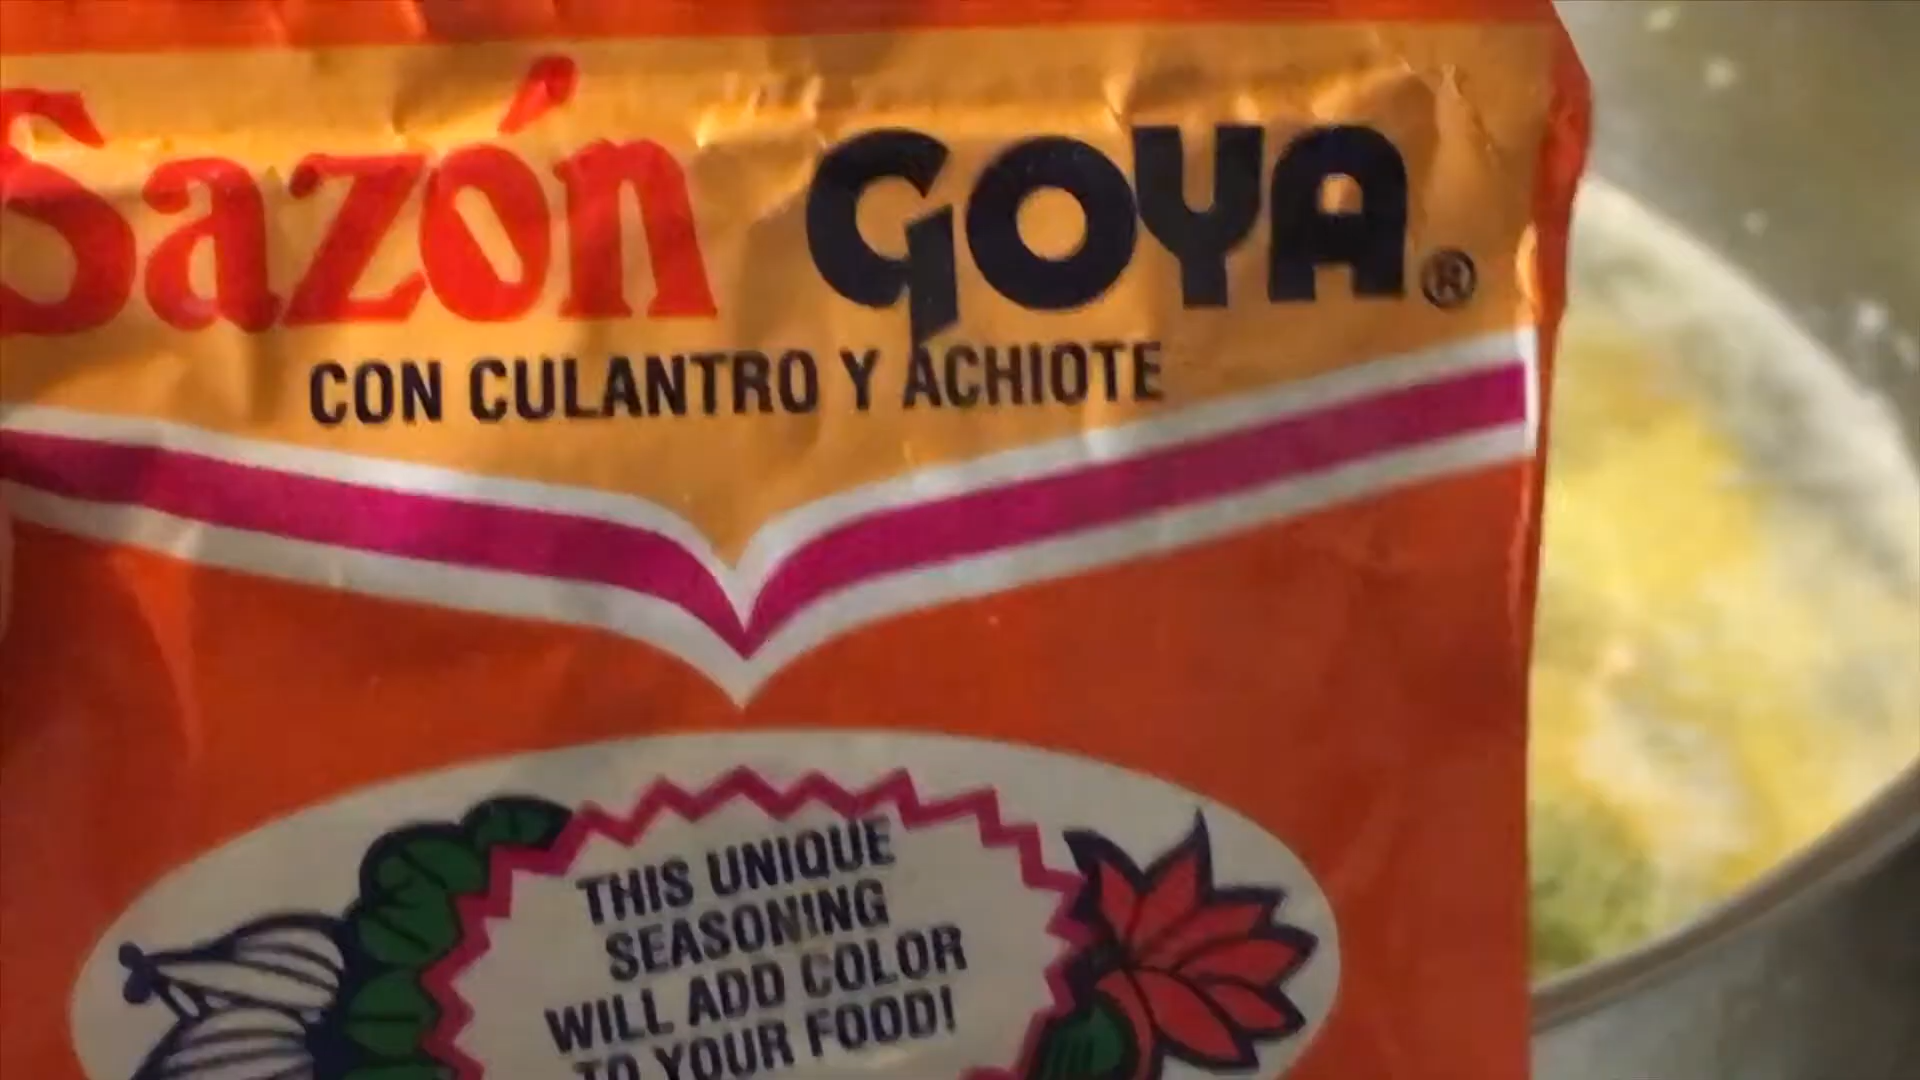 Sazón GOYA®
CON CULANTRO Y ACHIOTE
THIS UNIQUE
SEASONING
WILL ADD COLOR
TO YOUR FOOD!